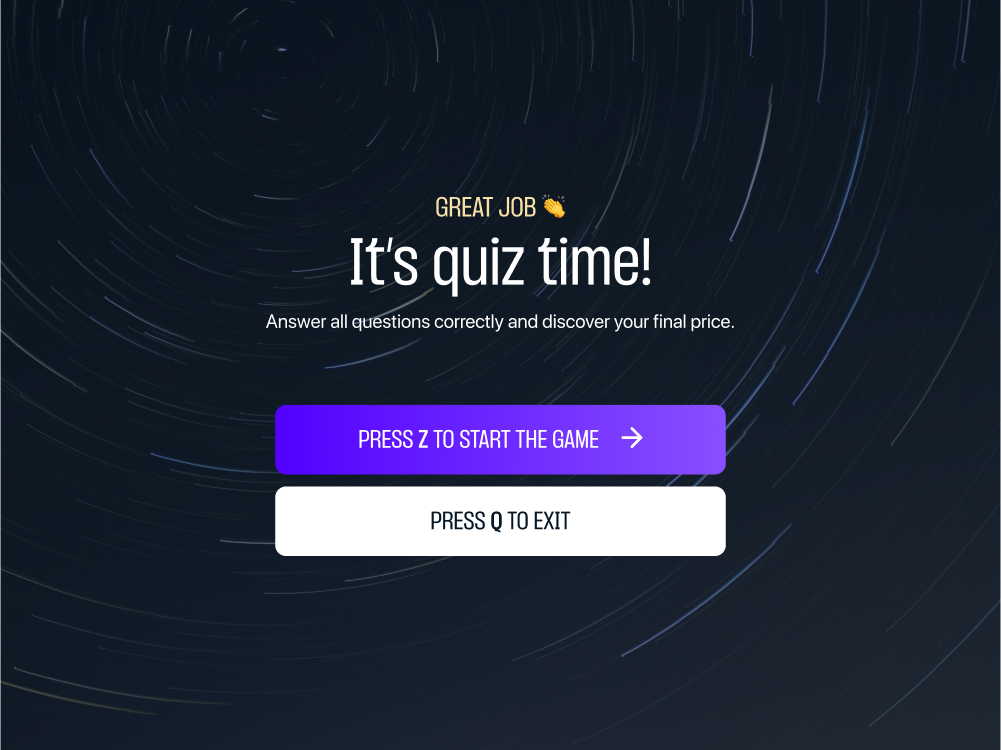 GREAT JOB 👏
It's quiz time!
Answer all questions correctly and discover your final price.
PRESS Z TO START THE GAME →
PRESS Q TO EXIT